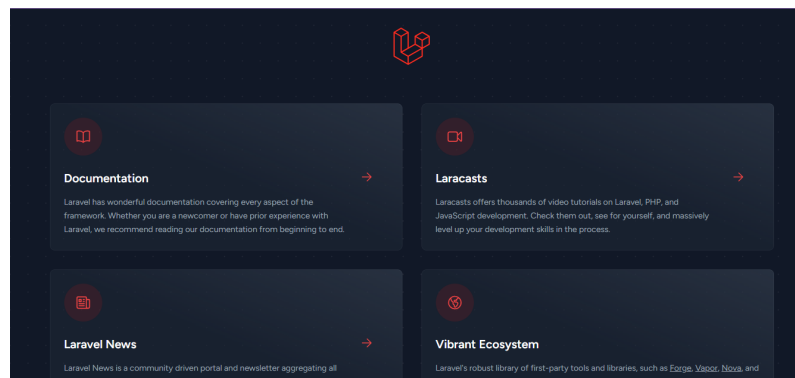 Documentation
Laravel has wonderful documentation covering every aspect of the
framework. Whether you are a newcomer or have prior experience with
Laravel, we recommend reading our documentation from beginning to end.
Laracasts
Laracasts offers thousands of video tutorials on Laravel, PHP, and
JavaScript development. Check them out, see for yourself, and massively
level up your development skills in the process.
Laravel News
Laravel News is a community driven portal and newsletter aggregating all
Vibrant Ecosystem
Laravel's robust library of first-party tools and libraries, such as Forge, Vapor, Nova, and